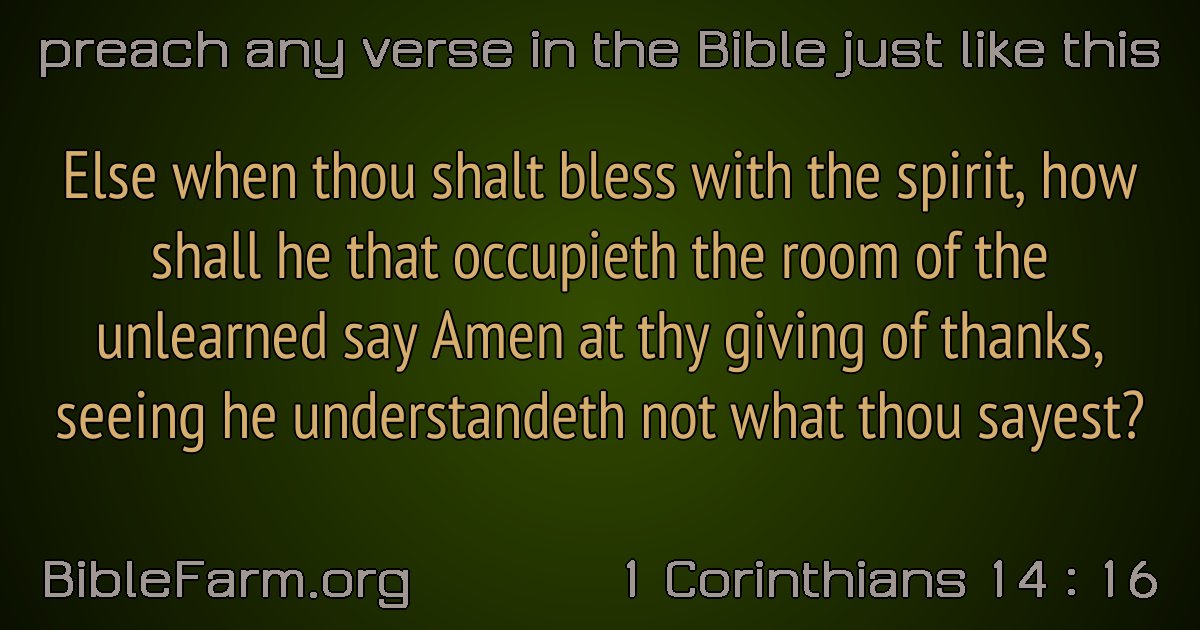 preach any verse in the Bible just like this
Else when thou shalt bless with the spirit, how
shall he that occupieth the room of the
unlearned say Amen at thy giving of thanks,
seeing he understandeth not what thou sayest?
BibleFarm.org
1 Corinthians 14 : 16